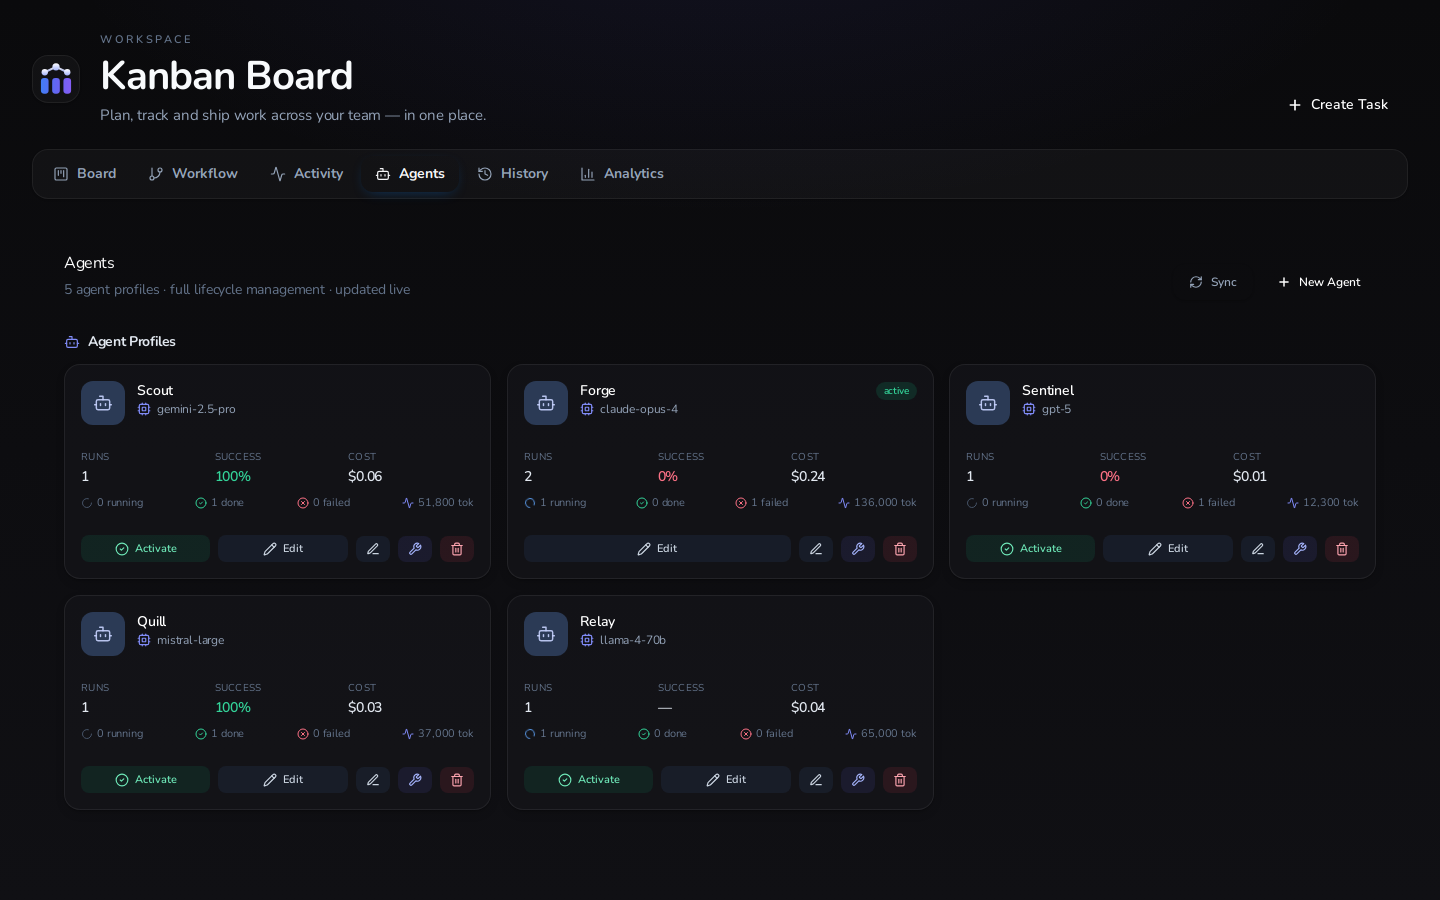 WORKSPACE
Kanban Board
Plan, track and ship work across your team — in one place.
Create Task
Board Workflow Activity Agents History Analytics
Agents
5 agent profiles · full lifecycle management · updated live
Sync New Agent
Agent Profiles
Scout
gemini-2.5-pro
RUNS SUCCESS COST
1 100% $0.06
0 running 1 done 0 failed 51,800 tok
Activate Edit
Forge active
claude-opus-4
RUNS SUCCESS COST
2 0% $0.24
1 running 0 done 1 failed 136,000 tok
Edit
Sentinel
gpt-5
RUNS SUCCESS COST
1 0% $0.01
0 running 0 done 1 failed 12,300 tok
Activate Edit
Quill
mistral-large
RUNS SUCCESS COST
1 100% $0.03
0 running 1 done 0 failed 37,000 tok
Activate Edit
Relay
llama-4-70b
RUNS SUCCESS COST
1 — $0.04
1 running 0 done 0 failed 65,000 tok
Activate Edit